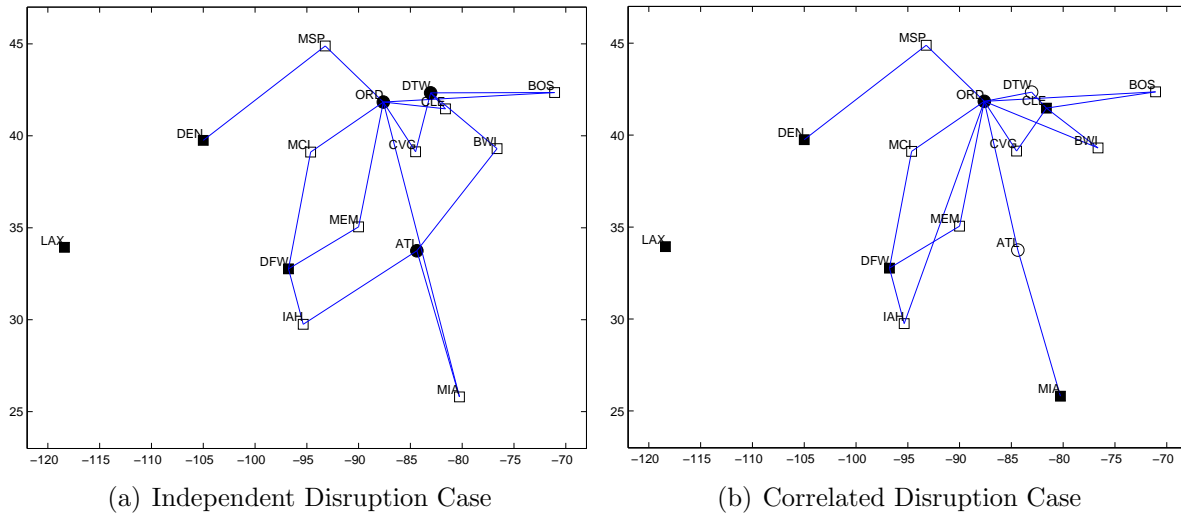 45
40
35
30
25
−120 −115 −110 −105 −100 −95 −90 −85 −80 −75 −70
MSP
ORD
DTW
CLE
BOS
DEN
MCI
CVG
BWI
LAX
MEM
ATL
DFW
IAH
MIA
(a) Independent Disruption Case
45
40
35
30
25
−120 −115 −110 −105 −100 −95 −90 −85 −80 −75 −70
MSP
ORD
DTW
CLE
BOS
DEN
MCI
CVG
BWI
LAX
MEM
ATL
DFW
IAH
MIA
(b) Correlated Disruption Case